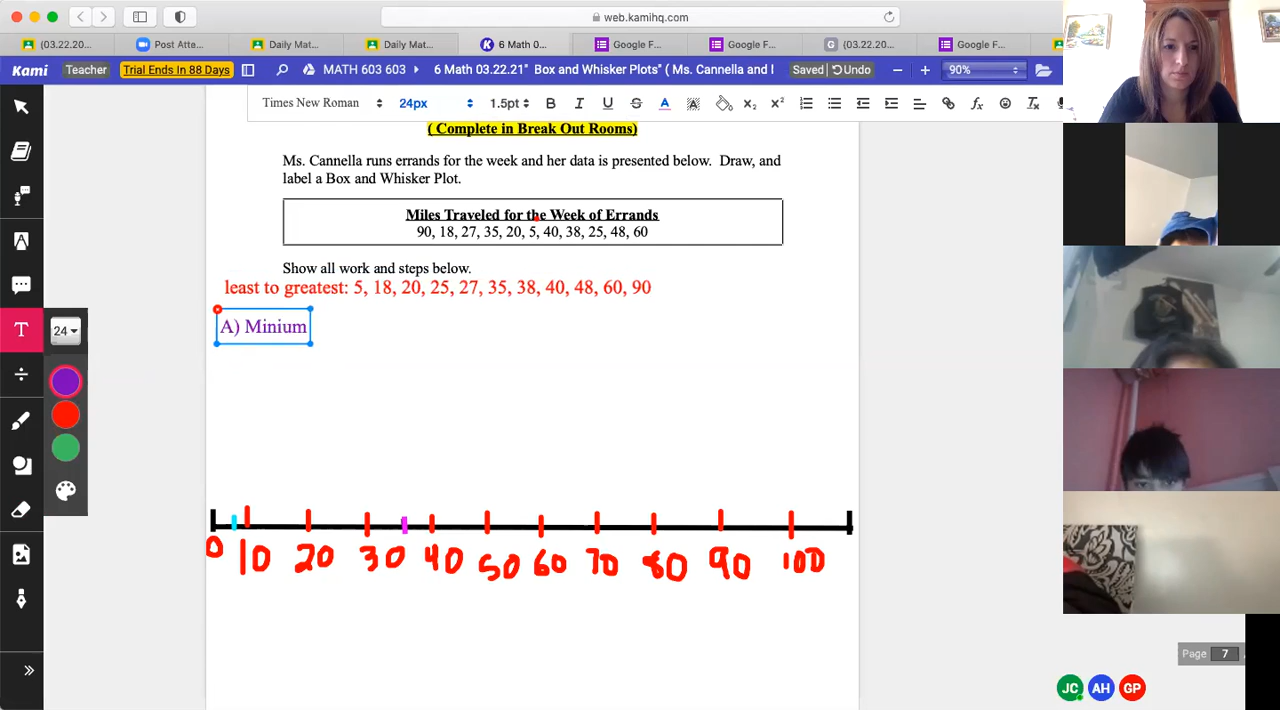 web.kamihq.com
(03.22.20...
Post Atte...
Daily Mat...
Daily Mat...
6 Math 0...
Google F...
Google F...
(03.22.20...
Google F...
Kami
Teacher
Trial Ends In 88 Days
MATH 603 603
6 Math 03.22.21" Box and Whisker Plots" ( Ms. Cannella and I
Saved
Undo
90%
Times New Roman
24px
1.5pt
B I U S A A x₂ x² fx
( Complete in Break Out Rooms)
Ms. Cannella runs errands for the week and her data is presented below. Draw, and
label a Box and Whisker Plot.
Miles Traveled for the Week of Errands
90, 18, 27, 35, 20, 5, 40, 38, 25, 48, 60
Show all work and steps below.
least to greatest: 5, 18, 20, 25, 27, 35, 38, 40, 48, 60, 90
A) Minium
T
24
0 10 20 30 40 50 60 70 80 90 100
Page 7
JC AH GP